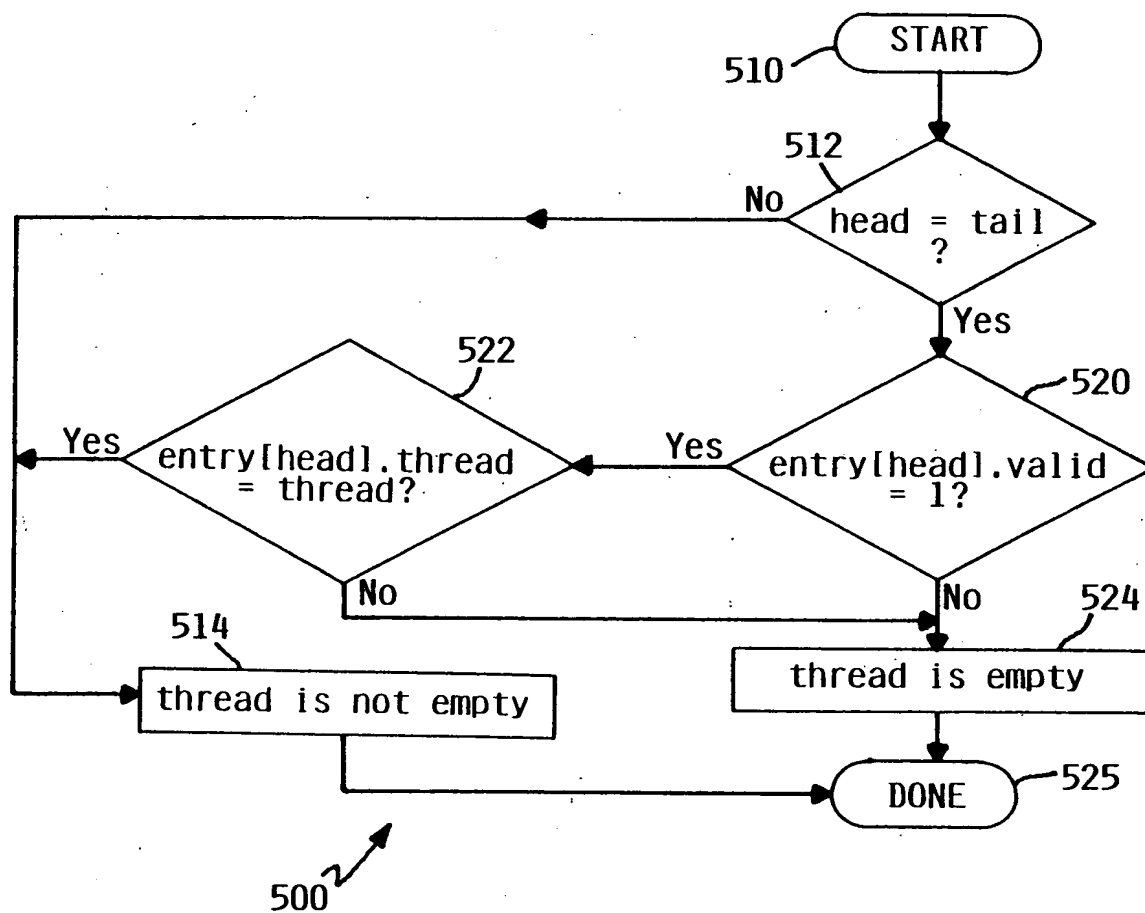 START
510
512
No
head = tail
?
Yes
522
520
Yes
entry[head].thread
= thread?
Yes
entry[head].valid
= 1?
No
No
514
524
thread is not empty
thread is empty
DONE
525
500